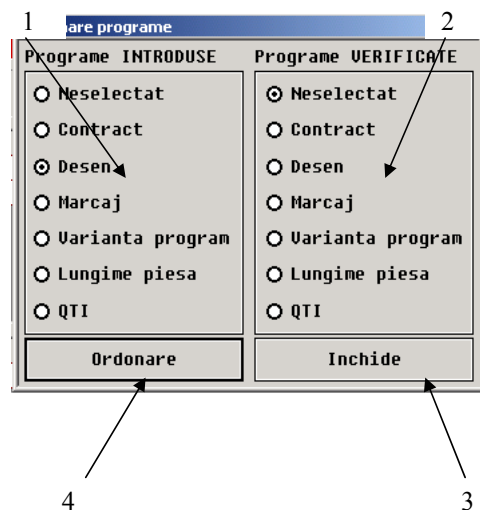 1 2
are programe
Programe INTRODUSE Programe VERIFICATE
Neselectat Neselectat
Contract Contract
Desen Desen
Marcaj Marcaj
Varianta program Varianta program
Lungime piesa Lungime piesa
QTI QTI
Ordonare Inchide
4 3